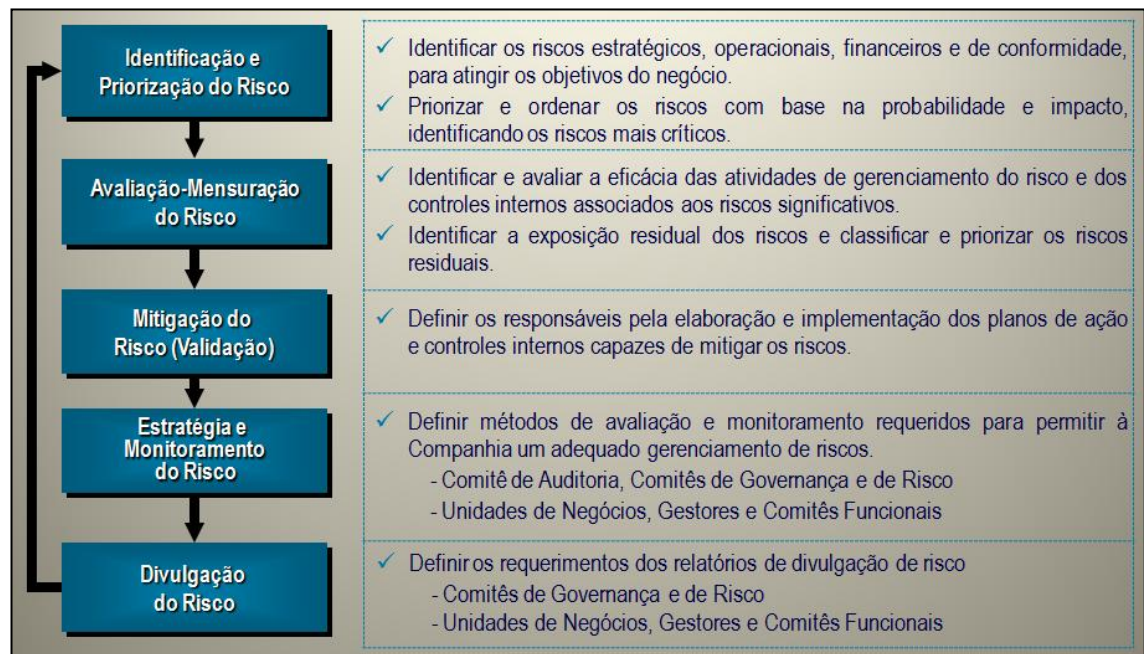 Identificação e
Priorização do Risco
✓ Identificar os riscos estratégicos, operacionais, financeiros e de conformidade,
para atingir os objetivos do negócio.
✓ Priorizar e ordenar os riscos com base na probabilidade e impacto,
identificando os riscos mais críticos.
Avaliação-Mensuração
do Risco
✓ Identificar e avaliar a eficácia das atividades de gerenciamento do risco e dos
controles internos associados aos riscos significativos.
✓ Identificar a exposição residual dos riscos e classificar e priorizar os riscos
residuais.
Mitigação do
Risco (Validação)
✓ Definir os responsáveis pela elaboração e implementação dos planos de ação
e controles internos capazes de mitigar os riscos.
Estratégia e
Monitoramento
do Risco
✓ Definir métodos de avaliação e monitoramento requeridos para permitir à
Companhia um adequado gerenciamento de riscos.
- Comitê de Auditoria, Comitês de Governança e de Risco
- Unidades de Negócios, Gestores e Comitês Funcionais
Divulgação
do Risco
✓ Definir os requerimentos dos relatórios de divulgação de risco
- Comitês de Governança e de Risco
- Unidades de Negócios, Gestores e Comitês Funcionais